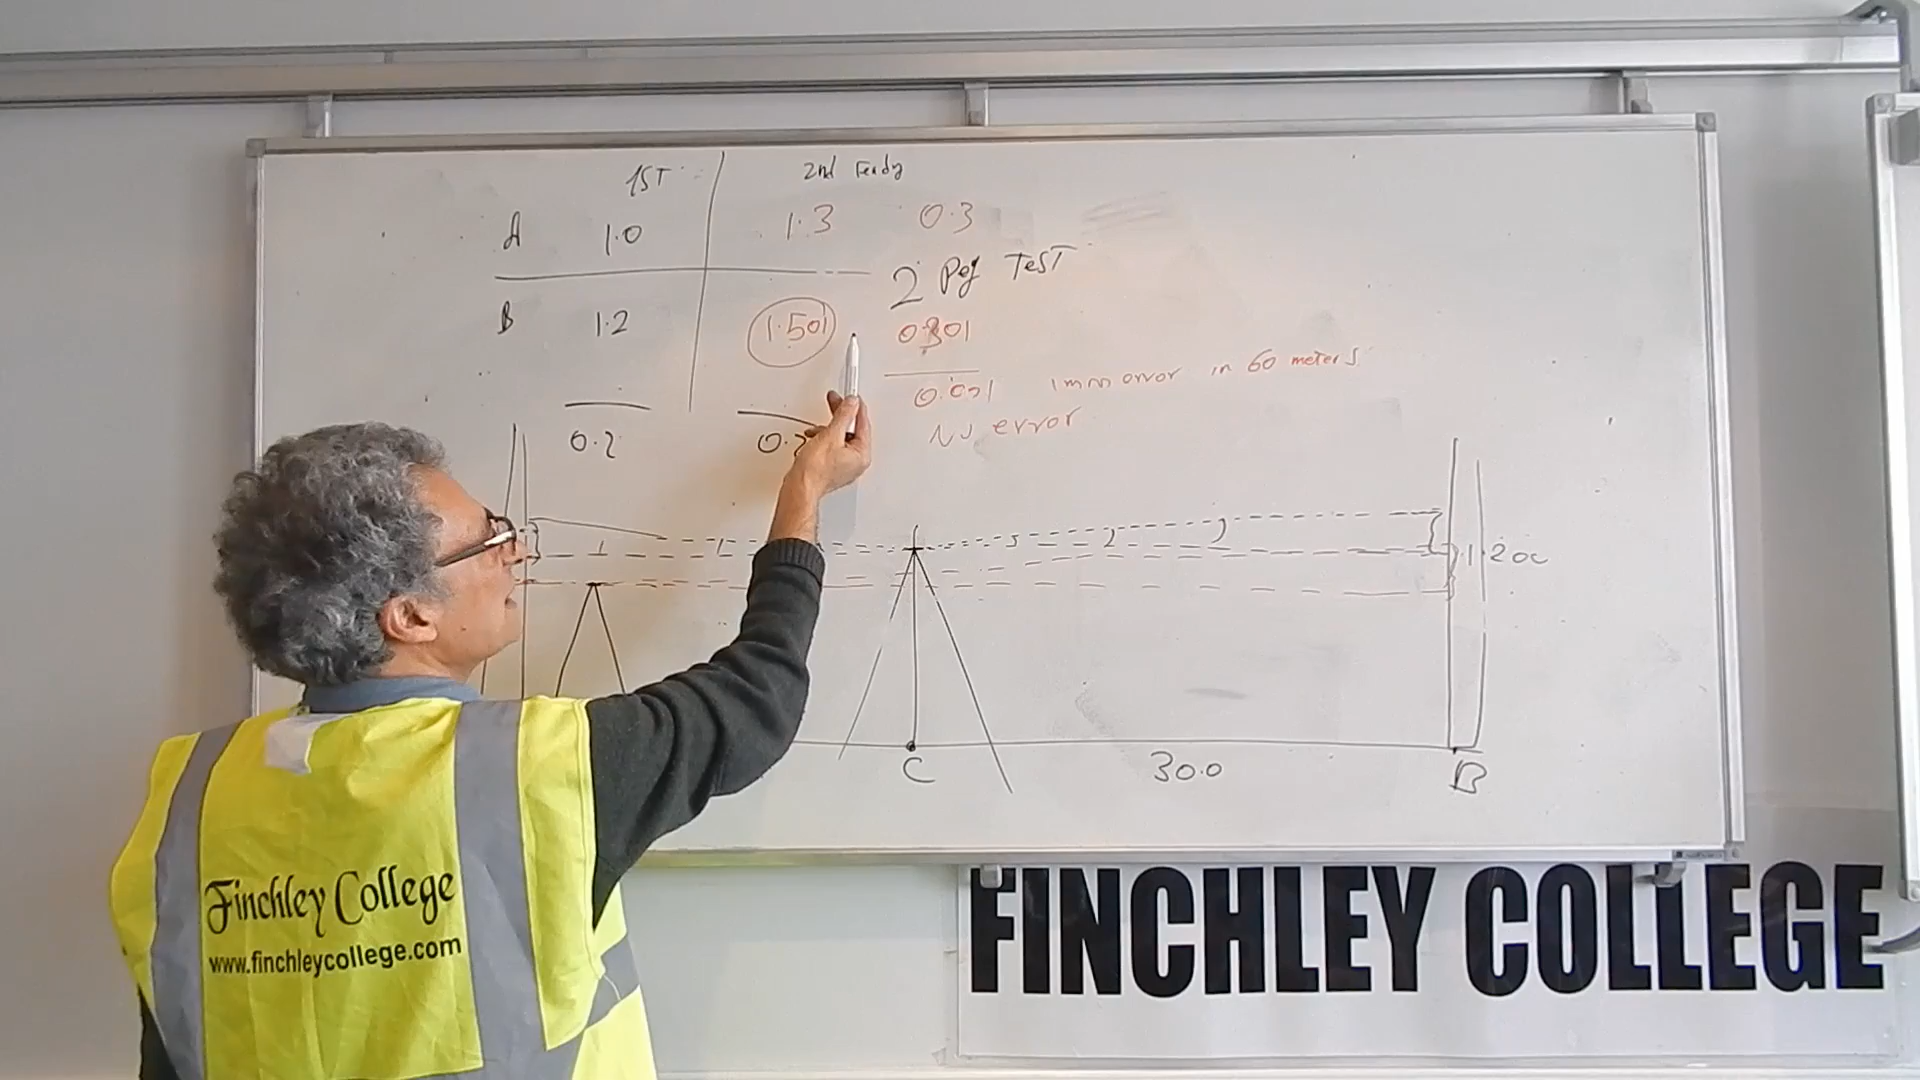 1ST 2nd
A 1.0 1.3 0.3
2 Peg TEST
B 1.2 1.501 0.301
0.001 1mm error in 60 meters
0.2 0.2 No error
1.200
C 30.0 B
Finchley College
www.finchleycollege.com
FINCHLEY COLLEGE